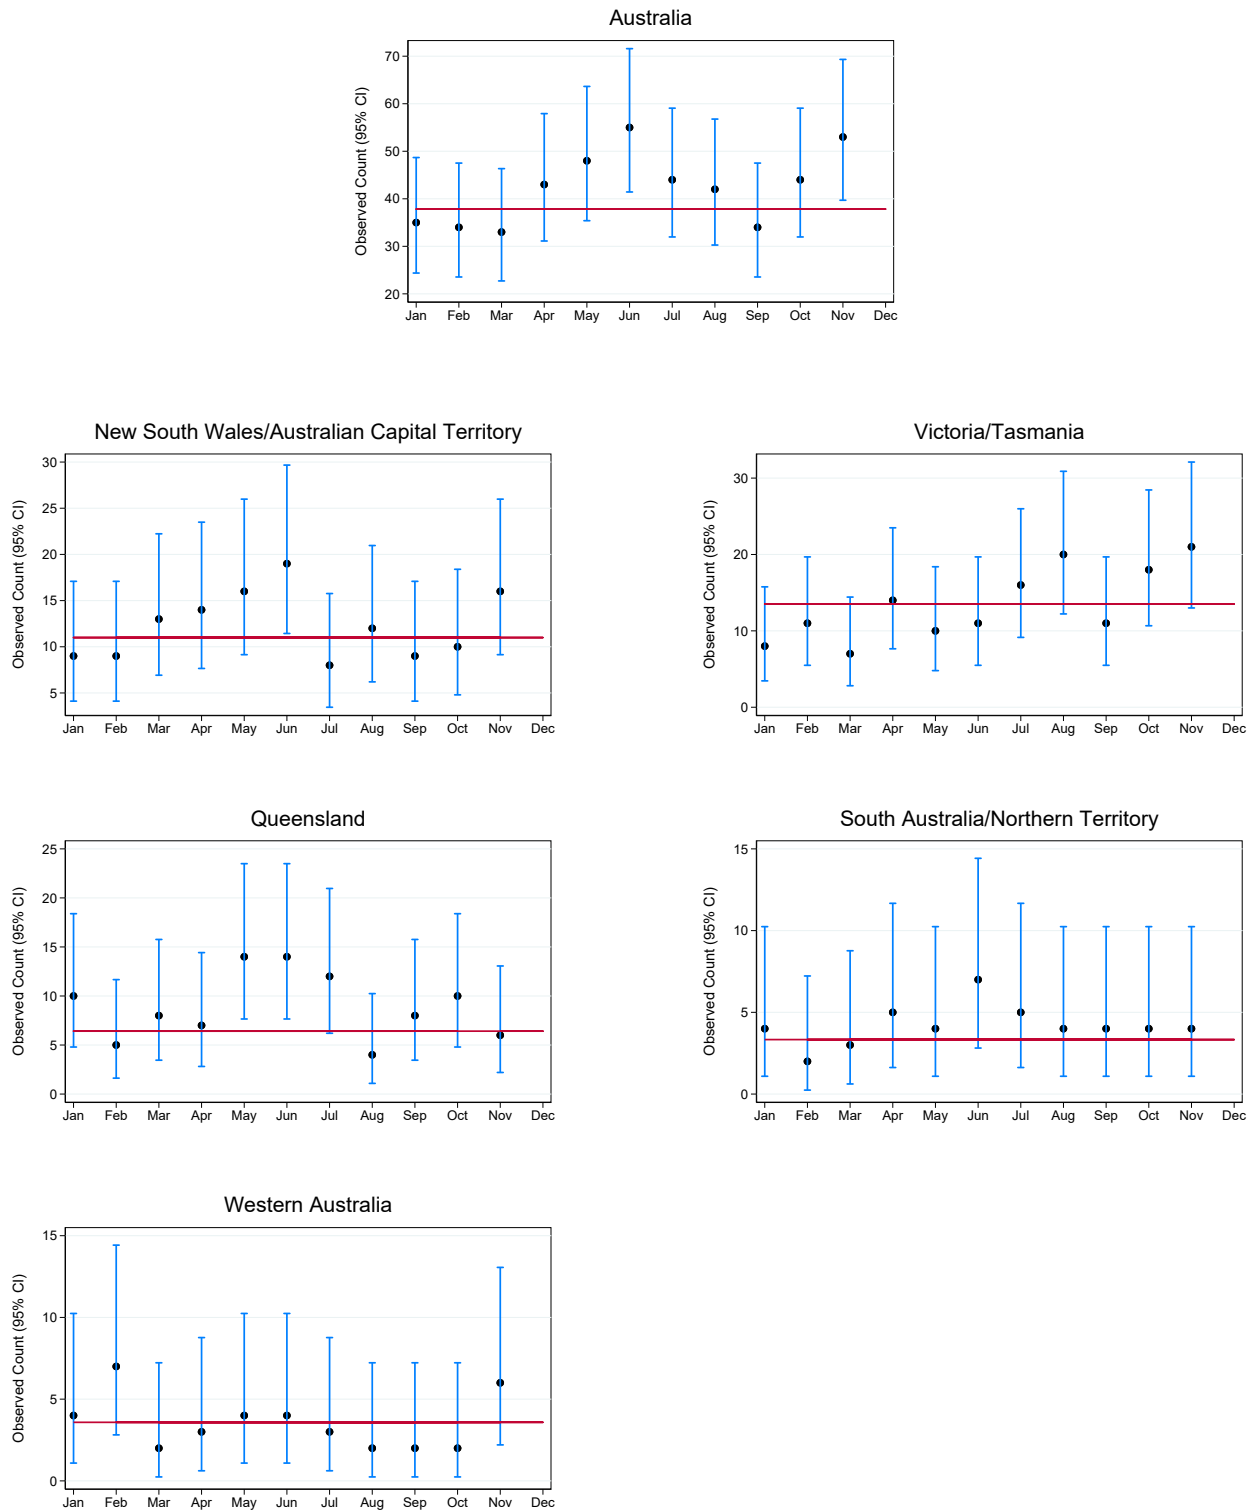 Australia
Observed Count (95% CI)
70
60
50
40
30
20
Jan Feb Mar Apr May Jun Jul Aug Sep Oct Nov Dec
New South Wales/Australian Capital Territory
Observed Count (95% CI)
30
25
20
15
10
5
Jan Feb Mar Apr May Jun Jul Aug Sep Oct Nov Dec
Victoria/Tasmania
Observed Count (95% CI)
30
20
10
0
Jan Feb Mar Apr May Jun Jul Aug Sep Oct Nov Dec
Queensland
Observed Count (95% CI)
25
20
15
10
5
0
Jan Feb Mar Apr May Jun Jul Aug Sep Oct Nov Dec
South Australia/Northern Territory
Observed Count (95% CI)
15
10
5
0
Jan Feb Mar Apr May Jun Jul Aug Sep Oct Nov Dec
Western Australia
Observed Count (95% CI)
15
10
5
0
Jan Feb Mar Apr May Jun Jul Aug Sep Oct Nov Dec